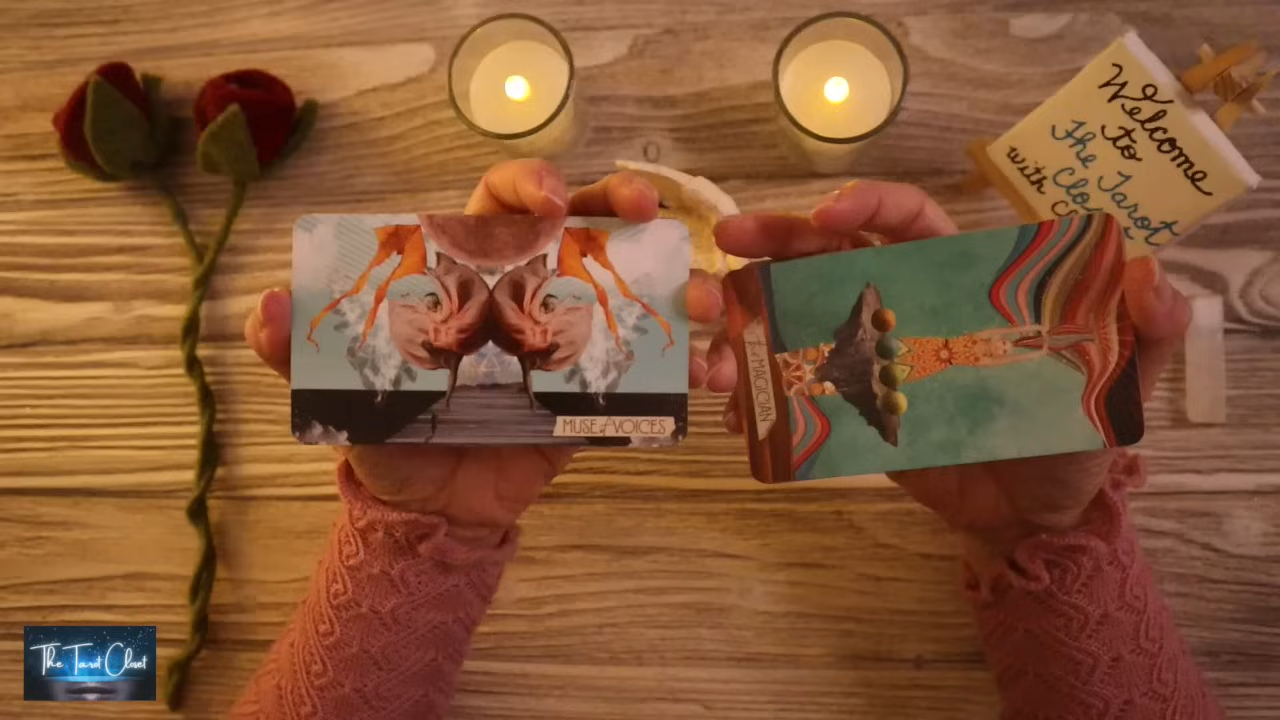 Welcome
to
The Tarot
with
MUSE of VOICES
The MAGICIAN
The Tarot Closet